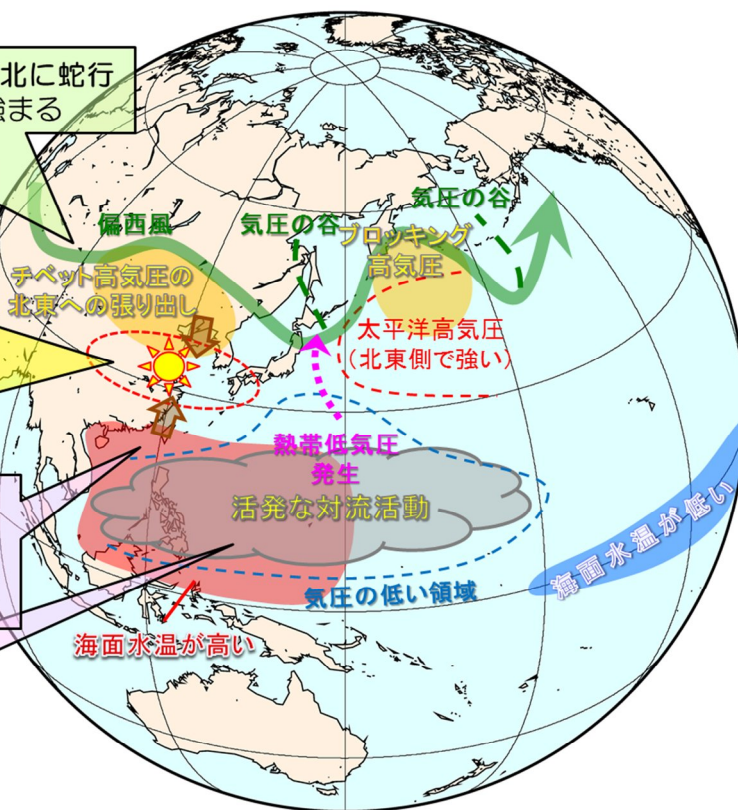 北に蛇行
強まる
気圧の谷
偏西風
気圧の谷
ブロッキング
高気圧
チベット高気圧の
北東への張り出し
太平洋高気圧
（北東側で強い）
熱帯低気圧
発生
活発な対流活動
海面水温が低い
気圧の低い領域
海面水温が高い